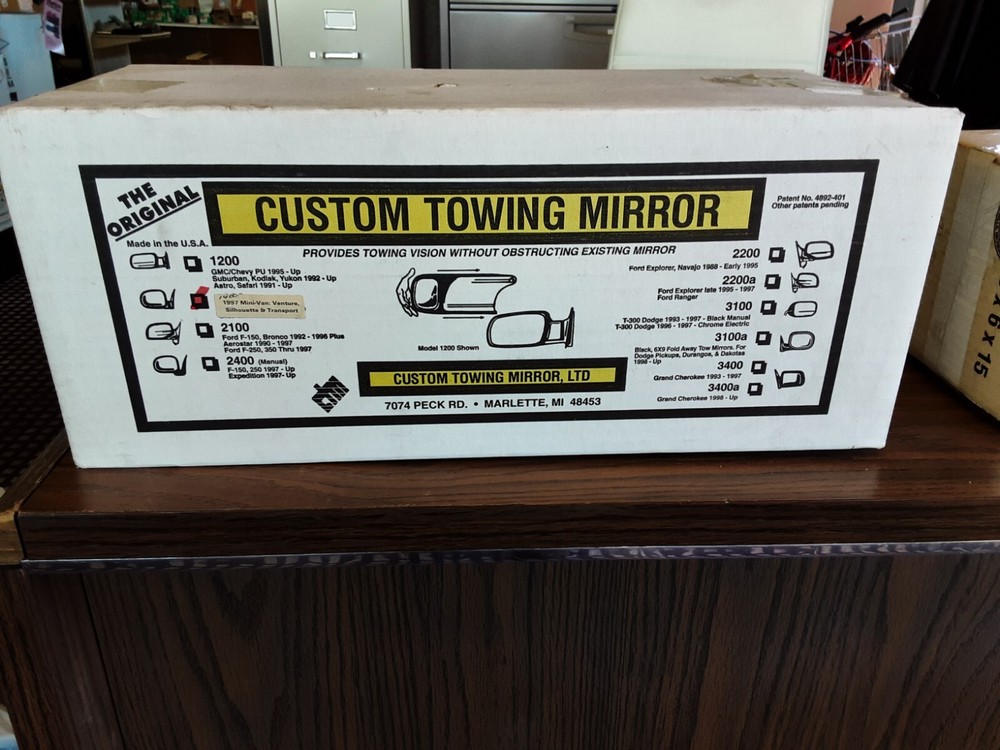 THE
ORIGINAL
CUSTOM TOWING MIRROR
Patent No. 4892-401
Other patents pending
Made in the U.S.A.
PROVIDES TOWING VISION WITHOUT OBSTRUCTING EXISTING MIRROR
1200
GMC/Chevy PU 1995 - Up
Suburban, Kodiak, Yukon 1992 - Up
Astro, Safari 1991 - Up
1997 Mini-Van: Venture,
Silhouette & Transport
2100
Ford F-150, Bronco 1992 - 1996 Plus
Aerostar 1990 - 1997
Ford F-250, 350 Thru 1997
2400 (Manual)
F-150, 250 1997 - Up
Expedition 1997- Up
Model 1200 Shown
CTM
CUSTOM TOWING MIRROR, LTD
7074 PECK RD. • MARLETTE, MI 48453
2200
Ford Explorer, Navajo 1988 - Early 1995
2200a
Ford Explorer late 1995 - 1997
Ford Ranger
3100
T-300 Dodge 1993 - 1997 - Black Manual
T-300 Dodge 1996 - 1997 - Chrome Electric
3100a
Black, 6X9 Fold Away Tow Mirrors. For
Dodge Pickups, Durangos, & Dakotas
1998 - Up
3400
Grand Cherokee 1993 - 1997
3400a
Grand Cherokee 1998 - Up
6 x 15